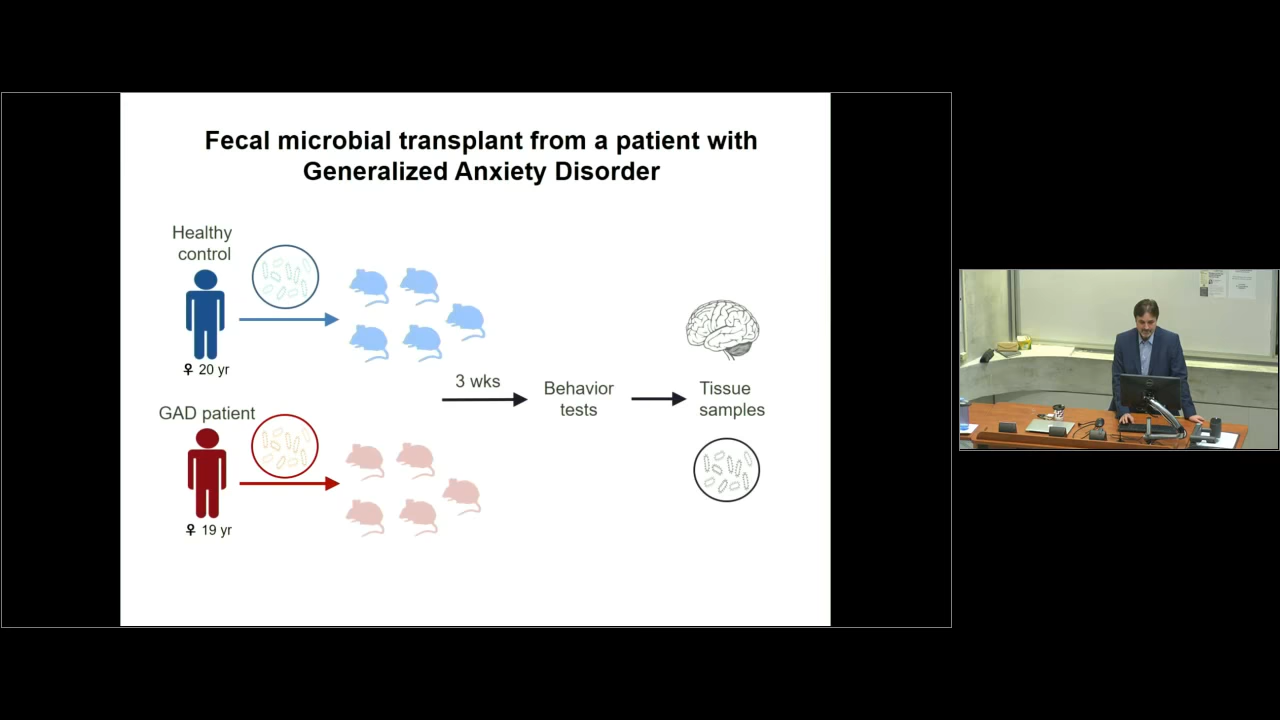 Fecal microbial transplant from a patient with
Generalized Anxiety Disorder
Healthy
control
♀ 20 yr
GAD patient
♀ 19 yr
3 wks
Behavior
tests
Tissue
samples